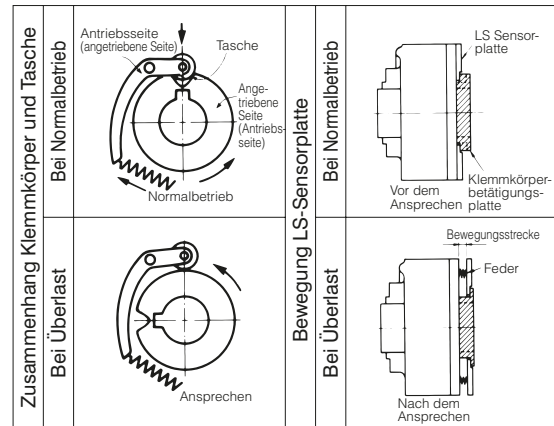 Zusammenhang Klemmkörper und Tasche
Bei Normalbetrieb
Antriebsseite
(angetriebene Seite)
Tasche
Ange-
triebene
Seite
(Antriebs-
seite)
Normalbetrieb
Bei Überlast
Ansprechen
Bewegung LS-Sensorplatte
Bei Normalbetrieb
LS Sensor-
platte
Klemmkörper-
betätigungs-
platte
Vor dem
Ansprechen
Bei Überlast
Bewegungsstrecke
Feder
Nach dem
Ansprechen